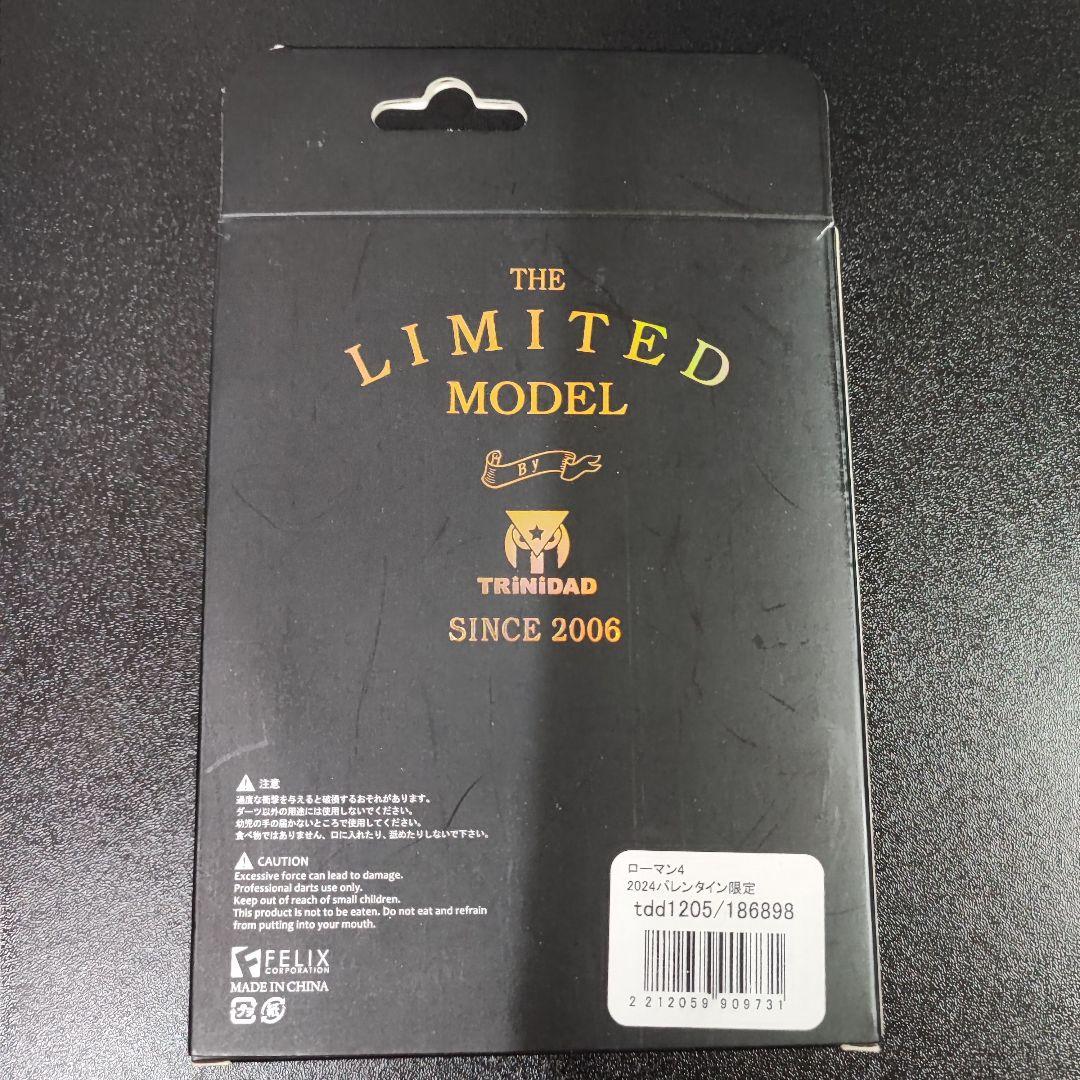 THE
LIMITED
MODEL
By
TRiNiDAD
SINCE 2006
注意
過度な衝撃を与えると破損するおそれがあります。
ダーツ以外の用途には使用しないでください。
幼児の手の届かないところで使用してください。
食べ物ではありません、口に入れたり、舐めたりしないで下さい。
CAUTION
Excessive force can lead to damage.
Professional darts use only.
Keep out of reach of small children.
This product is not to be eaten. Do not eat and refrain
from putting into your mouth.
FELIX
CORPORATION
MADE IN CHINA
プラ 紙
ローマン4
2024バレンタイン限定
tdd1205/186898
2 212059 909731